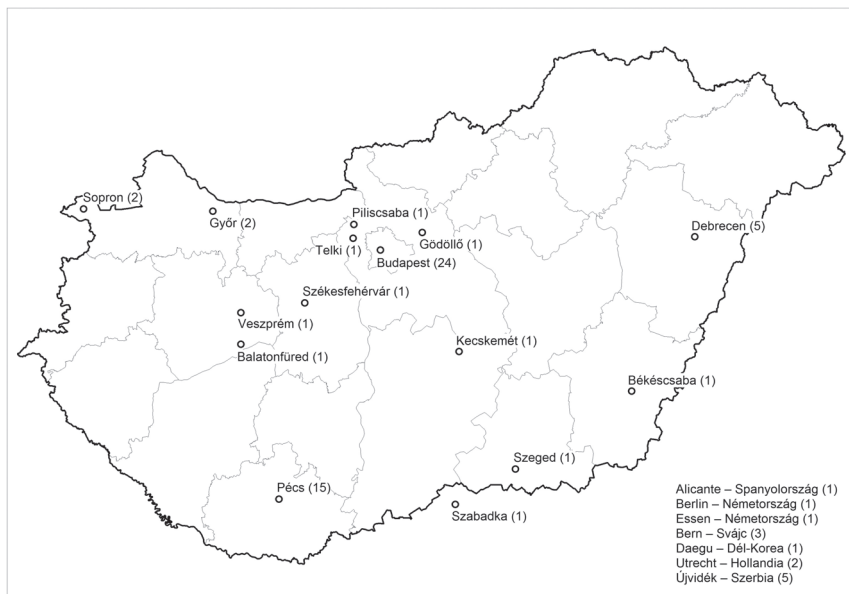 Sopron (2)
Győr (2)
Piliscsaba (1)
Telki (1)
Gödöllő (1)
Budapest (24)
Debrecen (5)
Székesfehérvár (1)
Veszprém (1)
Balatonfüred (1)
Kecskemét (1)
Békéscsaba (1)
Szeged (1)
Pécs (15)
Szabadka (1)
Alicante – Spanyolország (1)
Berlin – Németország (1)
Essen – Németország (1)
Bern – Svájc (3)
Daegu – Dél-Korea (1)
Utrecht – Hollandia (2)
Újvidék – Szerbia (5)